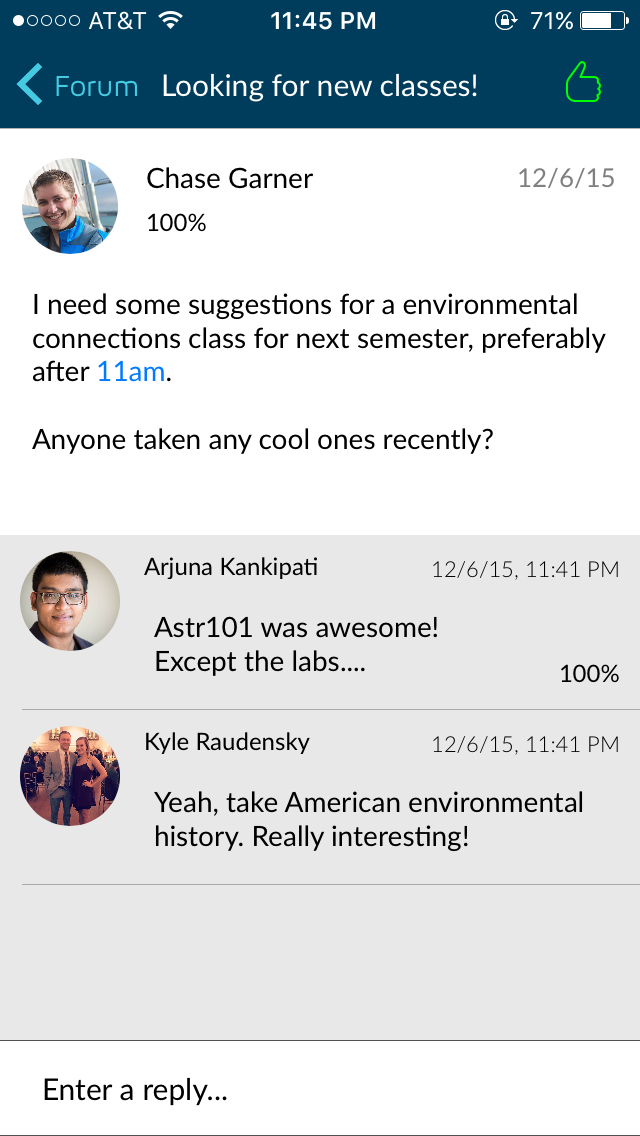 AT&T 11:45 PM 71%
Forum Looking for new classes!
Chase Garner 12/6/15
100%
I need some suggestions for a environmental
connections class for next semester, preferably
after 11am.
Anyone taken any cool ones recently?
Arjuna Kankipati 12/6/15, 11:41 PM
Astr101 was awesome!
Except the labs....
100%
Kyle Raudensky 12/6/15, 11:41 PM
Yeah, take American environmental
history. Really interesting!
Enter a reply...